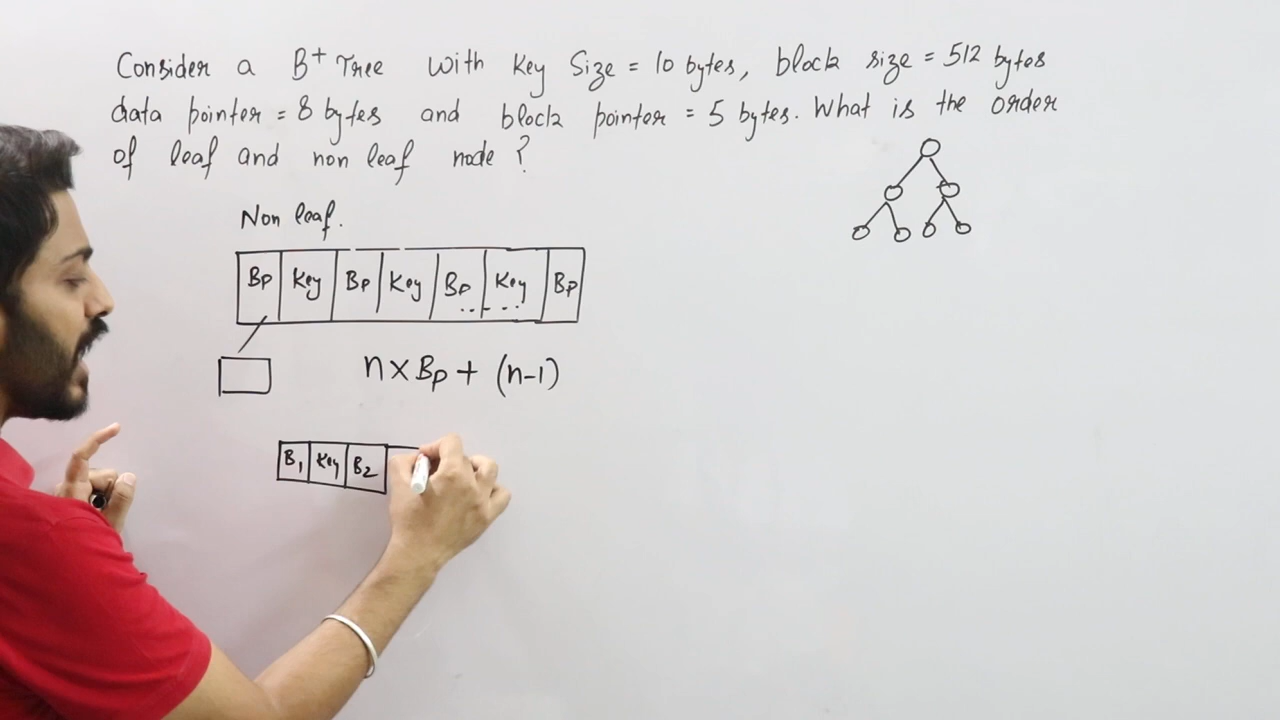 Consider a B+ Tree with Key Size = 10 bytes, block size = 512 bytes
data pointer = 8 bytes and block pointer = 5 bytes. What is the order
of leaf and non leaf node ?
Non leaf.
Bp Key Bp Key Bp Key Bp
n × Bp + (n-1)
B1 Key B2